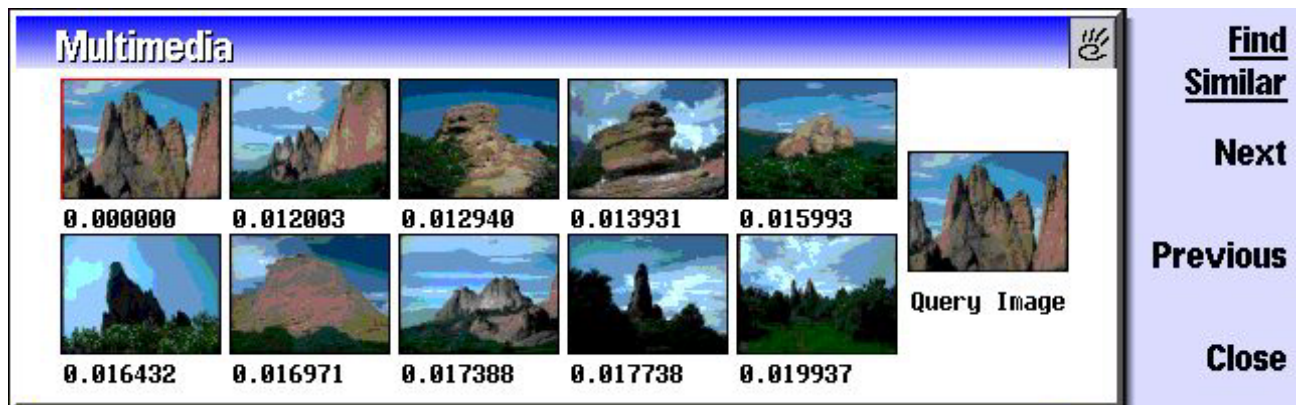 Multimedia
0.000000 0.012003 0.012940 0.013931 0.015993
0.016432 0.016971 0.017388 0.017738 0.019937
Query Image
Find
Similar
Next
Previous
Close